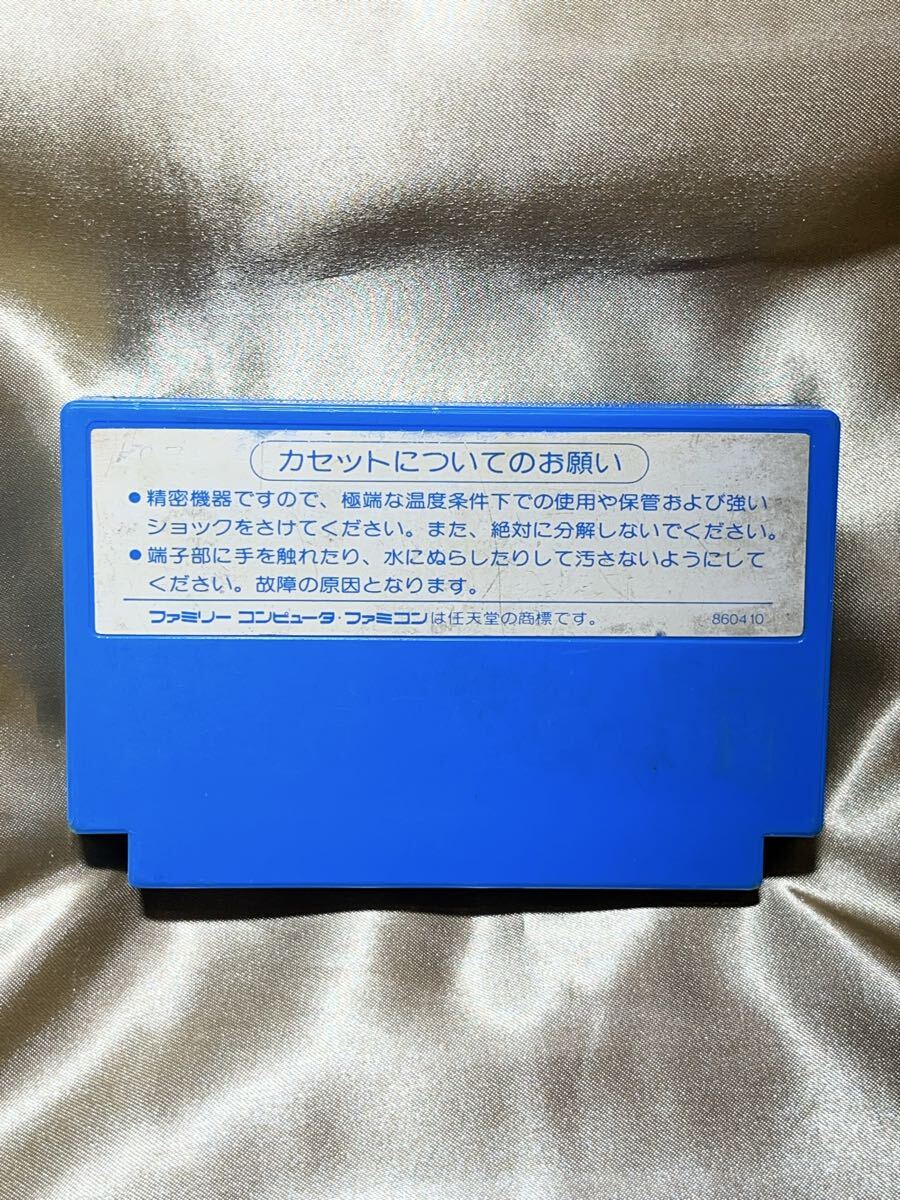 カセットについてのお願い
●精密機器ですので、極端な温度条件下での使用や保管および強い
ショックをさけてください。また、絶対に分解しないでください。
●端子部に手を触れたり、水にぬらしたりして汚さないようにして
ください。故障の原因となります。
ファミリー コンピュータ・ファミコンは任天堂の商標です。 860410